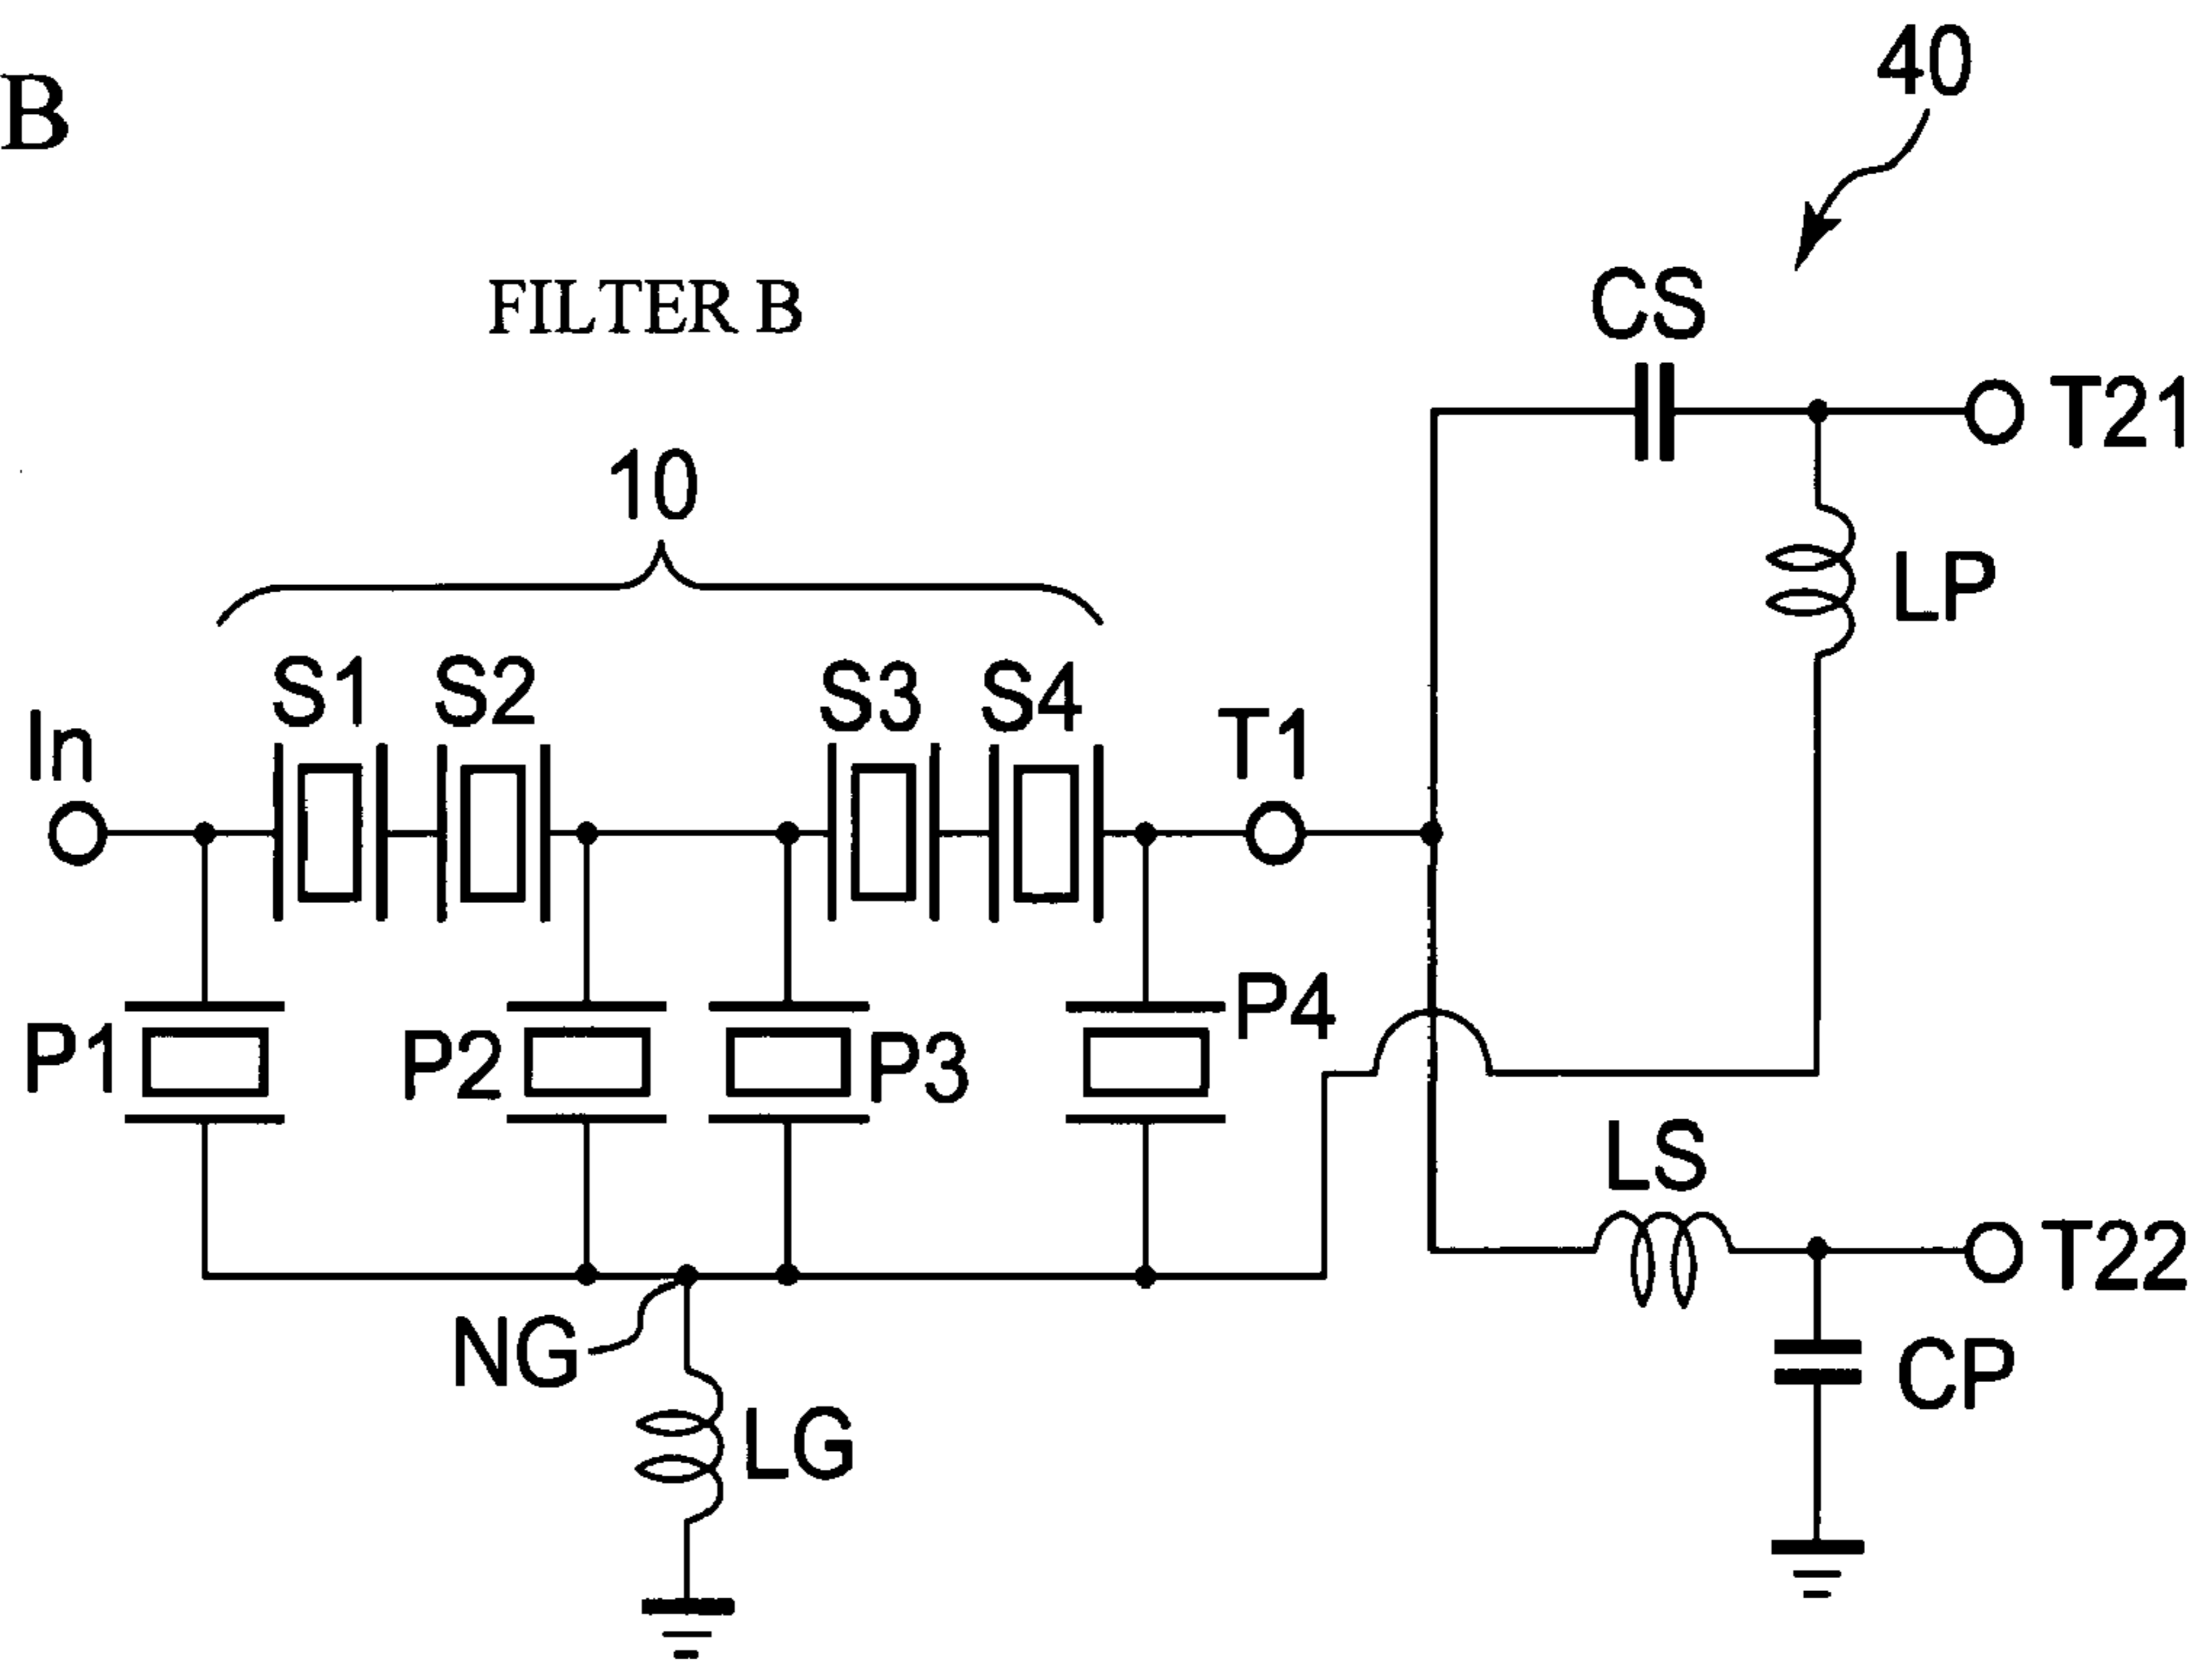 B
40
FILTER B
CS
T21
10
LP
S1
S2
S3
S4
In
T1
P1
P2
P3
P4
LS
T22
NG
LG
CP